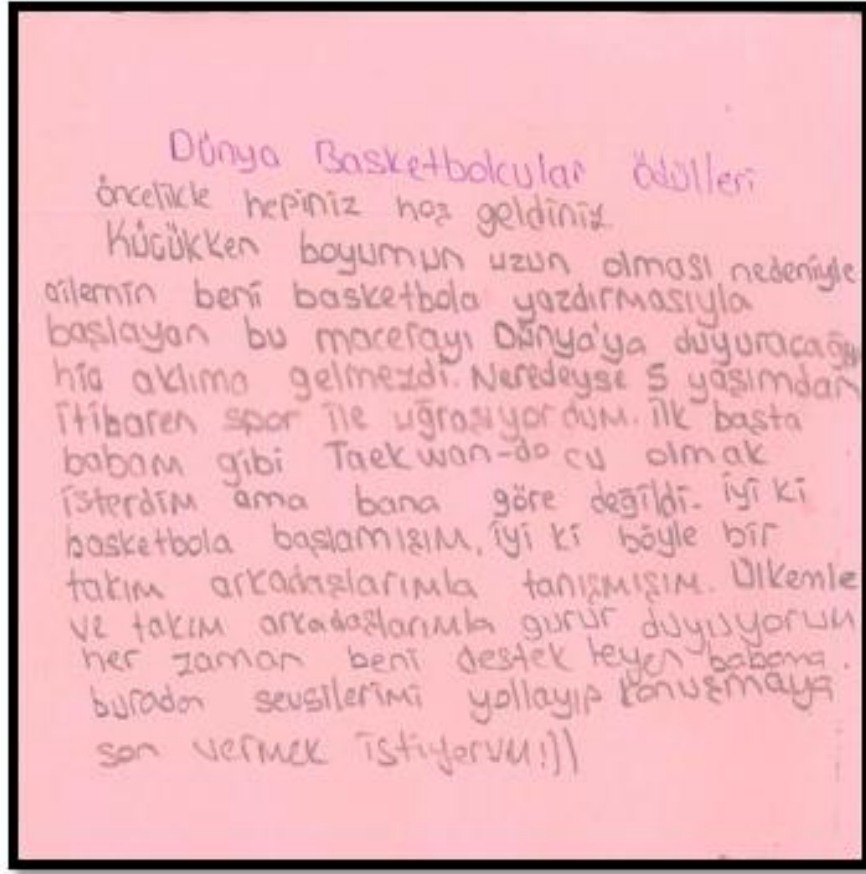 Dünya Basketbolcular Ödülleri
öncelikle hepiniz hoş geldiniz
Küçükken boyumun uzun olması nedeniyle
ailemin beni basketbola yazdırmasıyla
başlayan bu macerayı Dünya'ya duyuracağım
hiç aklıma gelmezdi. Neredeyse 5 yaşımdan
itibaren spor ile uğraşıyordum. ilk başta
babam gibi Taekwan-do cu olmak
isterdim ama bana göre değildi. iyi ki
basketbola başlamışım, iyi ki böyle bir
takım arkadaşlarımla tanışmışım. Ülkemle
ve takım arkadaşlarımla gurur duyuyorum
her zaman beni destek leyen babama
buradan sevgilerimi yollayıp konuşmaya
son vermek istiyorum!))